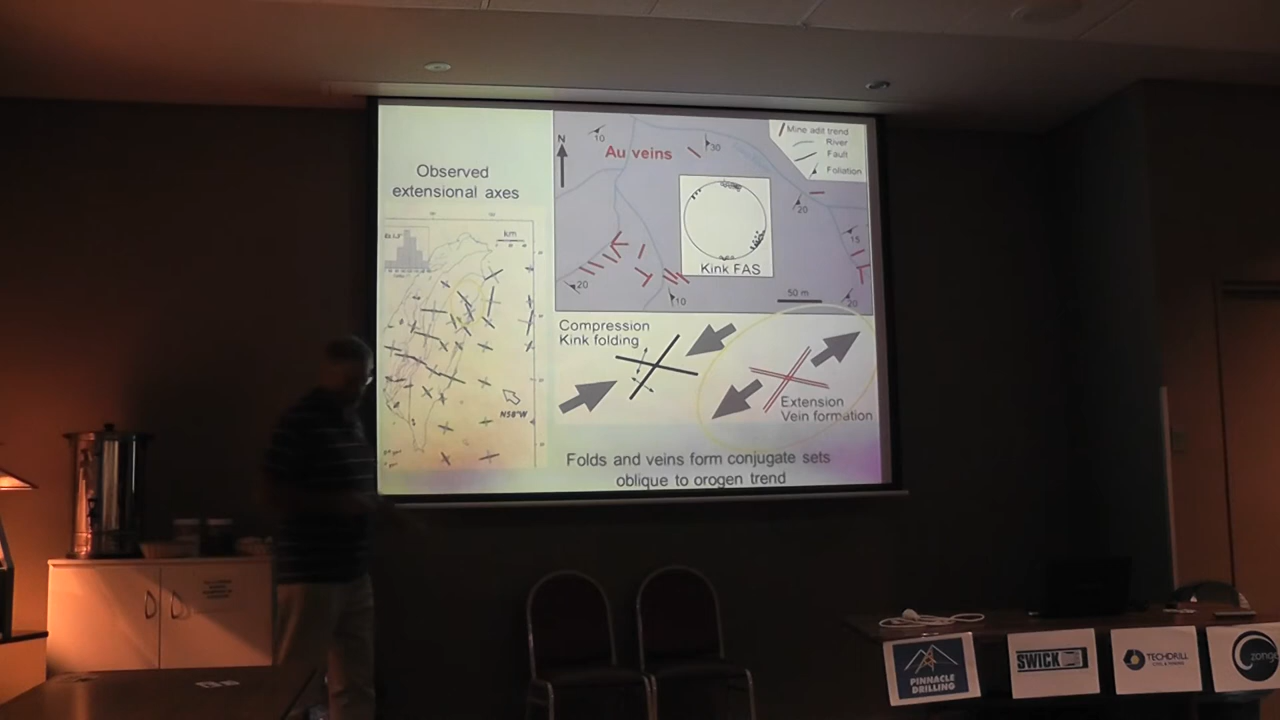 Observed
extensional axes
km
N58°W
N
10
Au veins
30
Mine adit trend
River
Fault
Foliation
20
15
20
10
20
Kink FAS
50 m
Compression
Kink folding
Extension
Vein formation
Folds and veins form conjugate sets
oblique to orogen trend
PINNACLE
DRILLING
SWICK
TECHDRILL
zonge